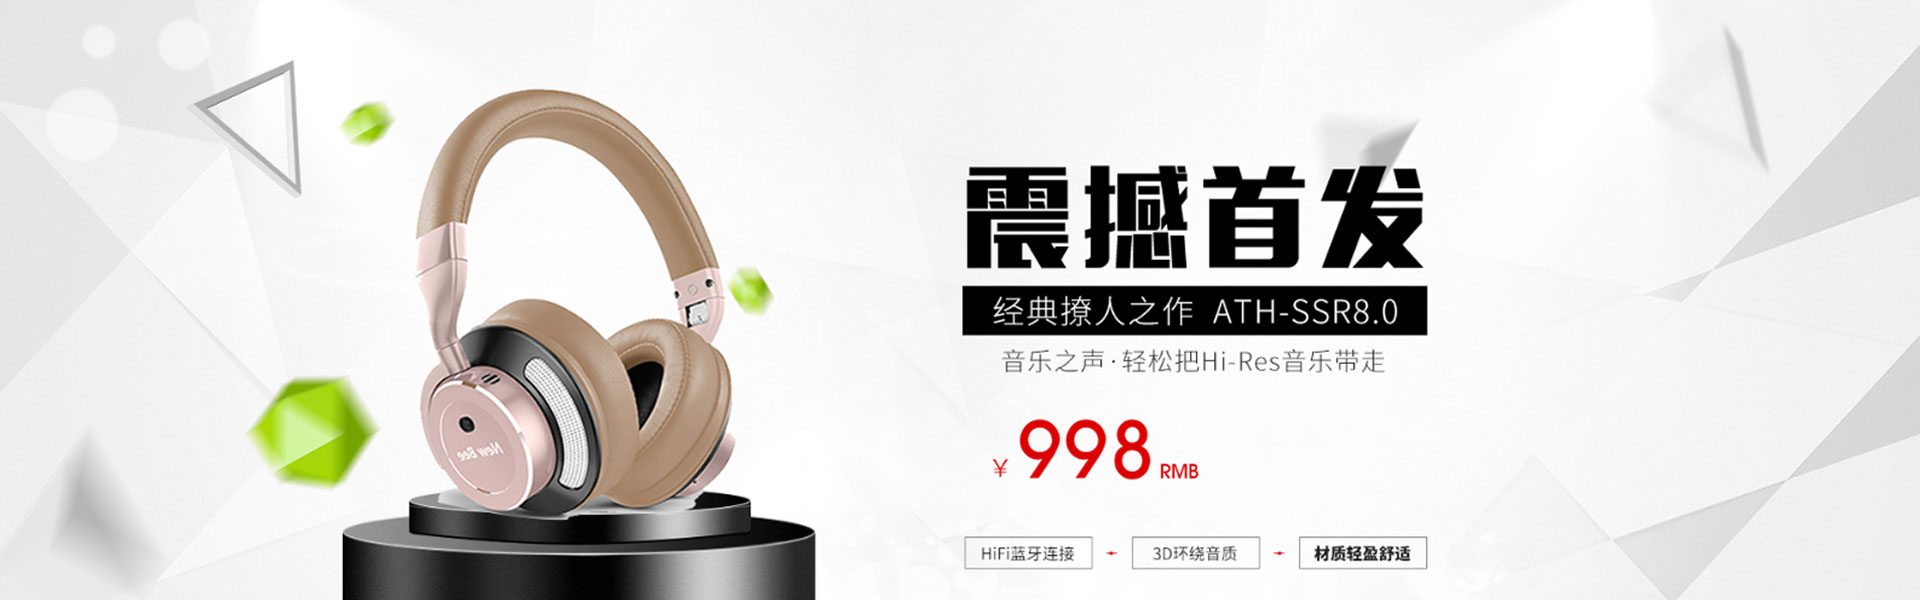 震撼首发
经典撩人之作 ATH-SSR8.0
音乐之声·轻松把Hi-Res音乐带走
¥ 998 RMB
HiFi蓝牙连接 - 3D环绕音质 - 材质轻盈舒适
New Bee